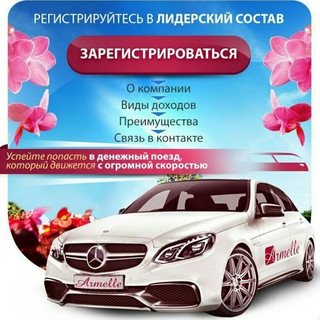 РЕГИСТРИРУЙТЕСЬ В ЛИДЕРСКИЙ СОСТАВ
ЗАРЕГИСТРИРОВАТЬСЯ
О компании
Виды доходов
Преимущества
Связь в контакте
Успейте попасть в денежный поезд,
который движется с огромной скоростью
Armelle
Armelle